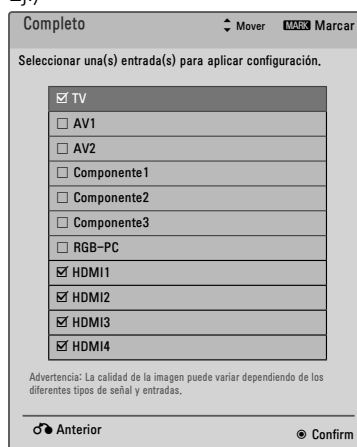 Completo Mover MARK Marcar
Seleccionar una(s) entrada(s) para aplicar configuración.
☑ TV
☐ AV1
☐ AV2
☐ Componente1
☐ Componente2
☐ Componente3
☐ RGB-PC
☑ HDMI1
☑ HDMI2
☑ HDMI3
☑ HDMI4
Advertencia: La calidad de la imagen puede variar dependiendo de los
diferentes tipos de señal y entradas.
Anterior ◉ Confirm